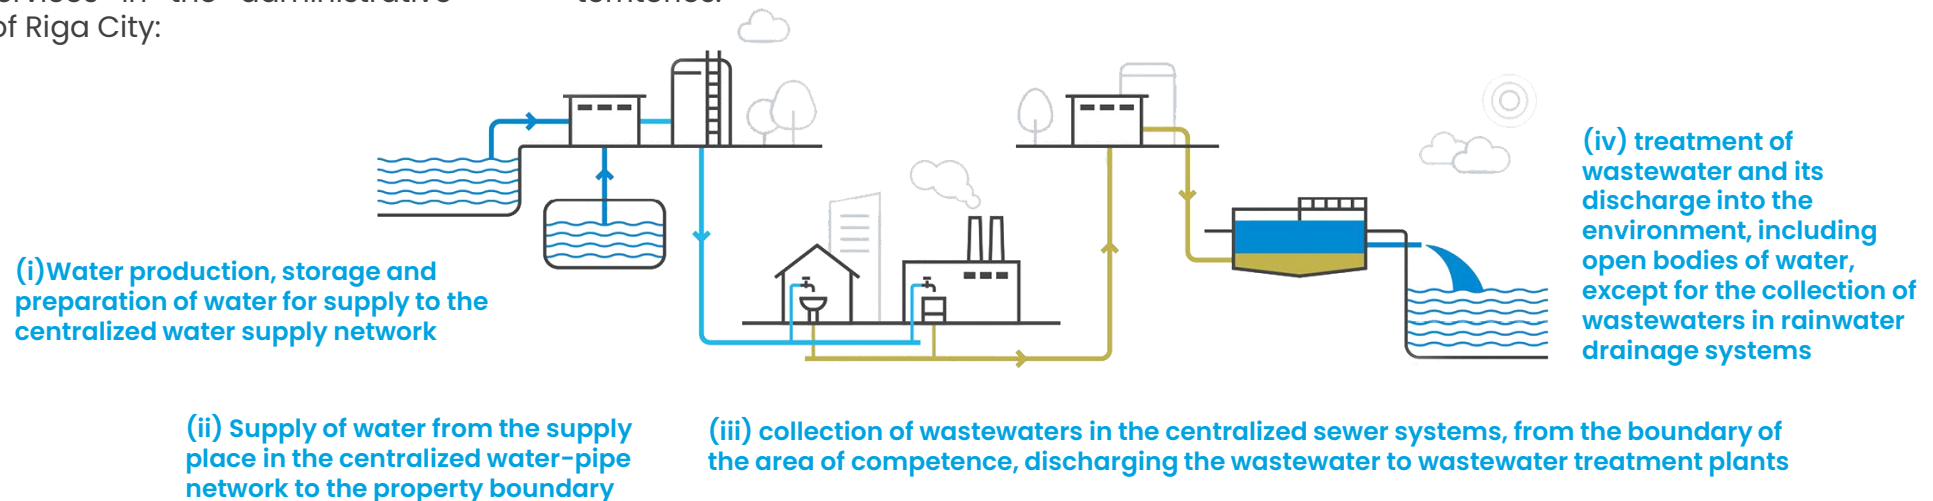 in the administrative
territories.
of Riga City:
(i)Water production, storage and
preparation of water for supply to the
centralized water supply network
(ii) Supply of water from the supply
place in the centralized water-pipe
network to the property boundary
(iii) collection of wastewaters in the centralized sewer systems, from the boundary of
the area of competence, discharging the wastewater to wastewater treatment plants
(iv) treatment of
wastewater and its
discharge into the
environment, including
open bodies of water,
except for the collection of
wastewaters in rainwater
drainage systems